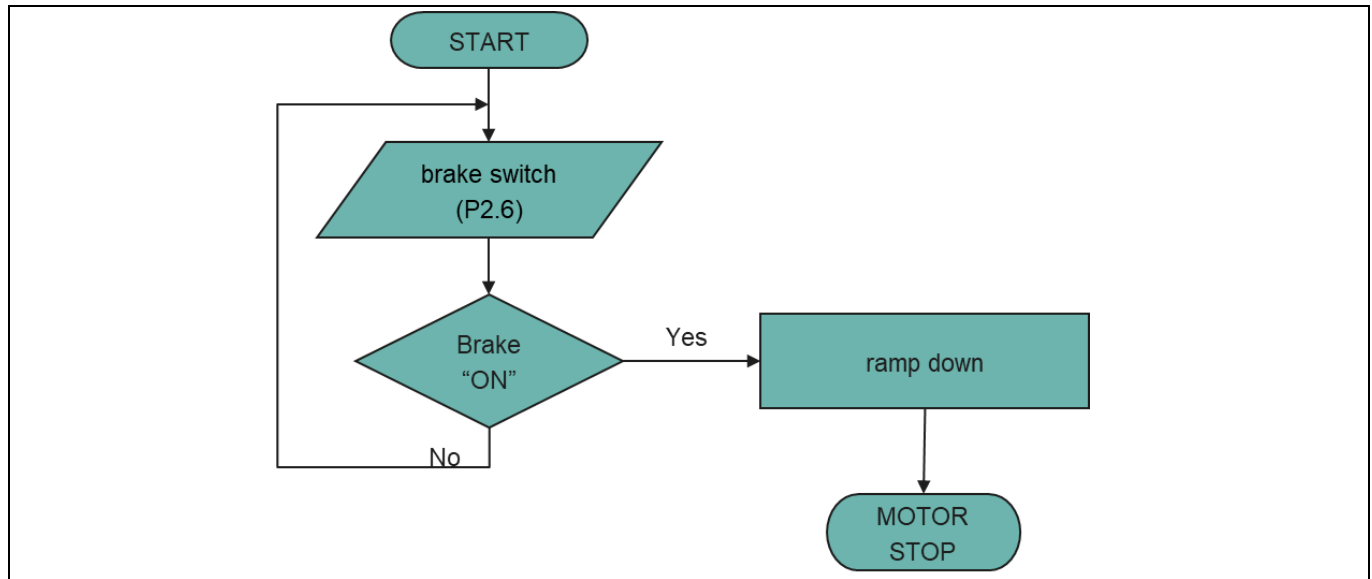 START
brake switch
(P2.6)
Brake
“ON”
Yes
ramp down
No
MOTOR
STOP